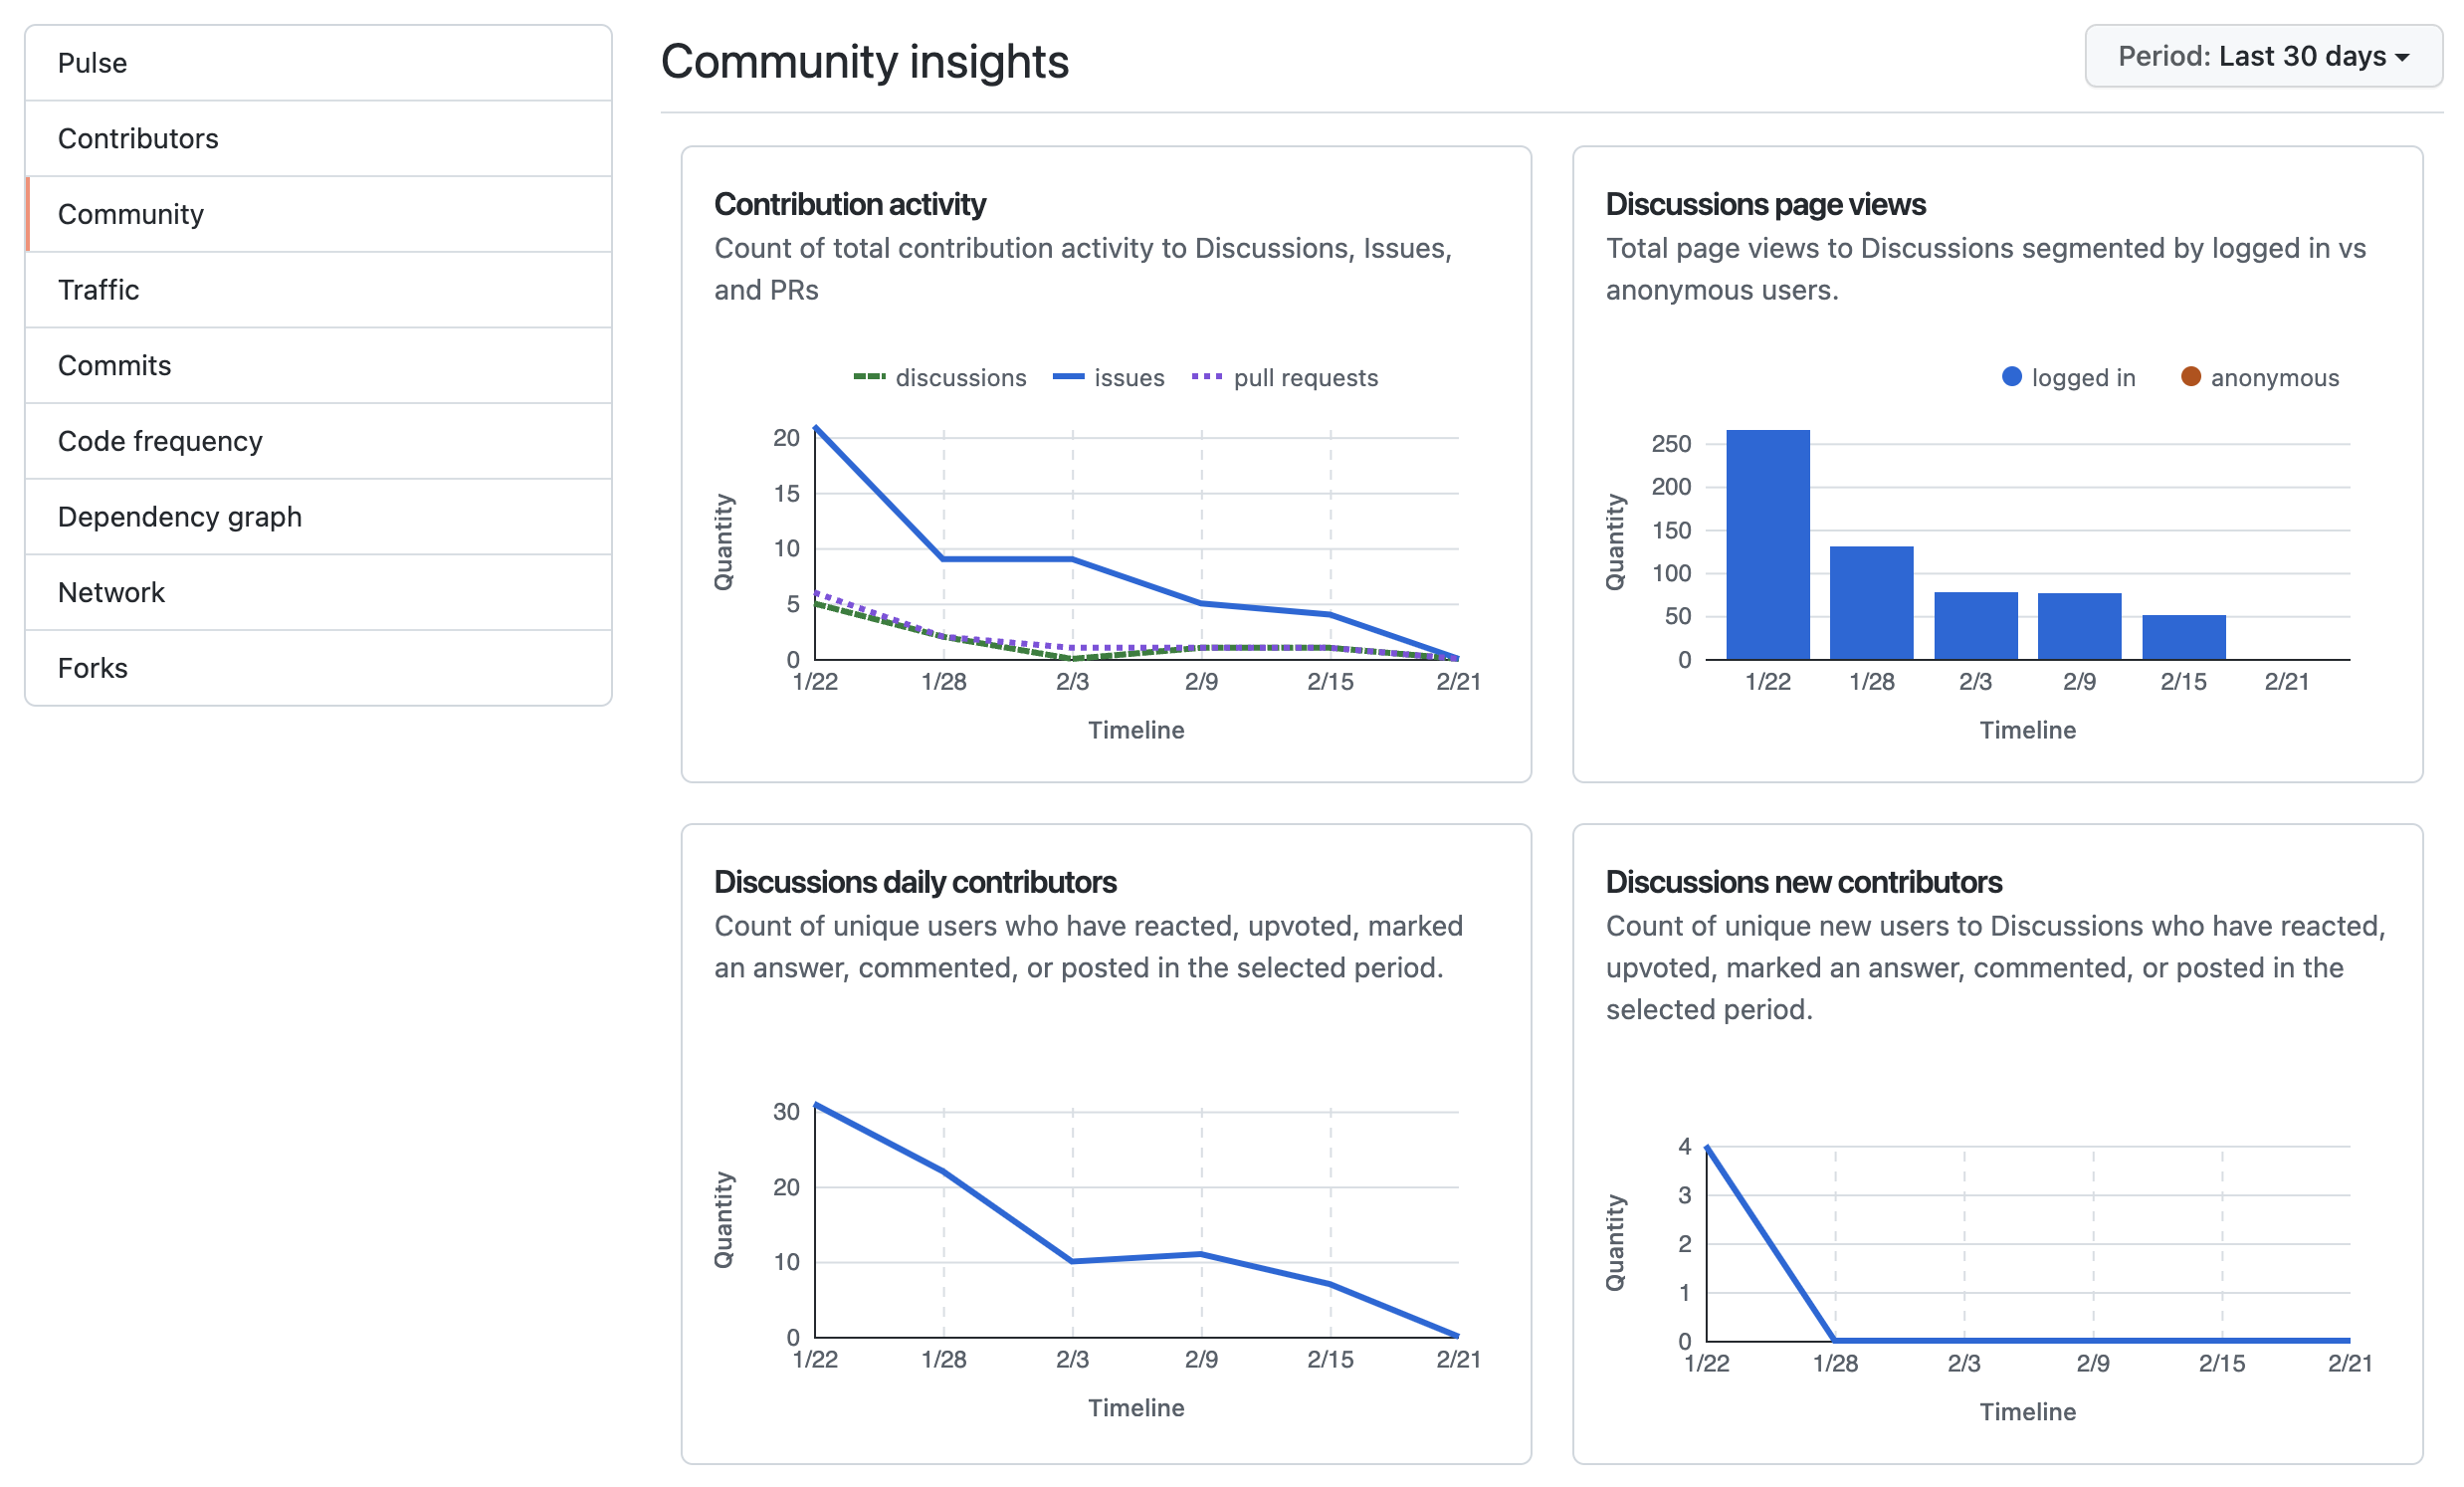 Pulse
Contributors
Community
Traffic
Commits
Code frequency
Dependency graph
Network
Forks
Community insights
Period: Last 30 days
Contribution activity
Count of total contribution activity to Discussions, Issues,
and PRs
discussions issues pull requests
20
15
10
5
0
Quantity
1/22 1/28 2/3 2/9 2/15 2/21
Timeline
Discussions page views
Total page views to Discussions segmented by logged in vs
anonymous users.
logged in anonymous
250
200
150
100
50
0
Quantity
1/22 1/28 2/3 2/9 2/15 2/21
Timeline
Discussions daily contributors
Count of unique users who have reacted, upvoted, marked
an answer, commented, or posted in the selected period.
30
20
10
0
Quantity
1/22 1/28 2/3 2/9 2/15 2/21
Timeline
Discussions new contributors
Count of unique new users to Discussions who have reacted,
upvoted, marked an answer, commented, or posted in the
selected period.
4
3
2
1
0
Quantity
1/22 1/28 2/3 2/9 2/15 2/21
Timeline